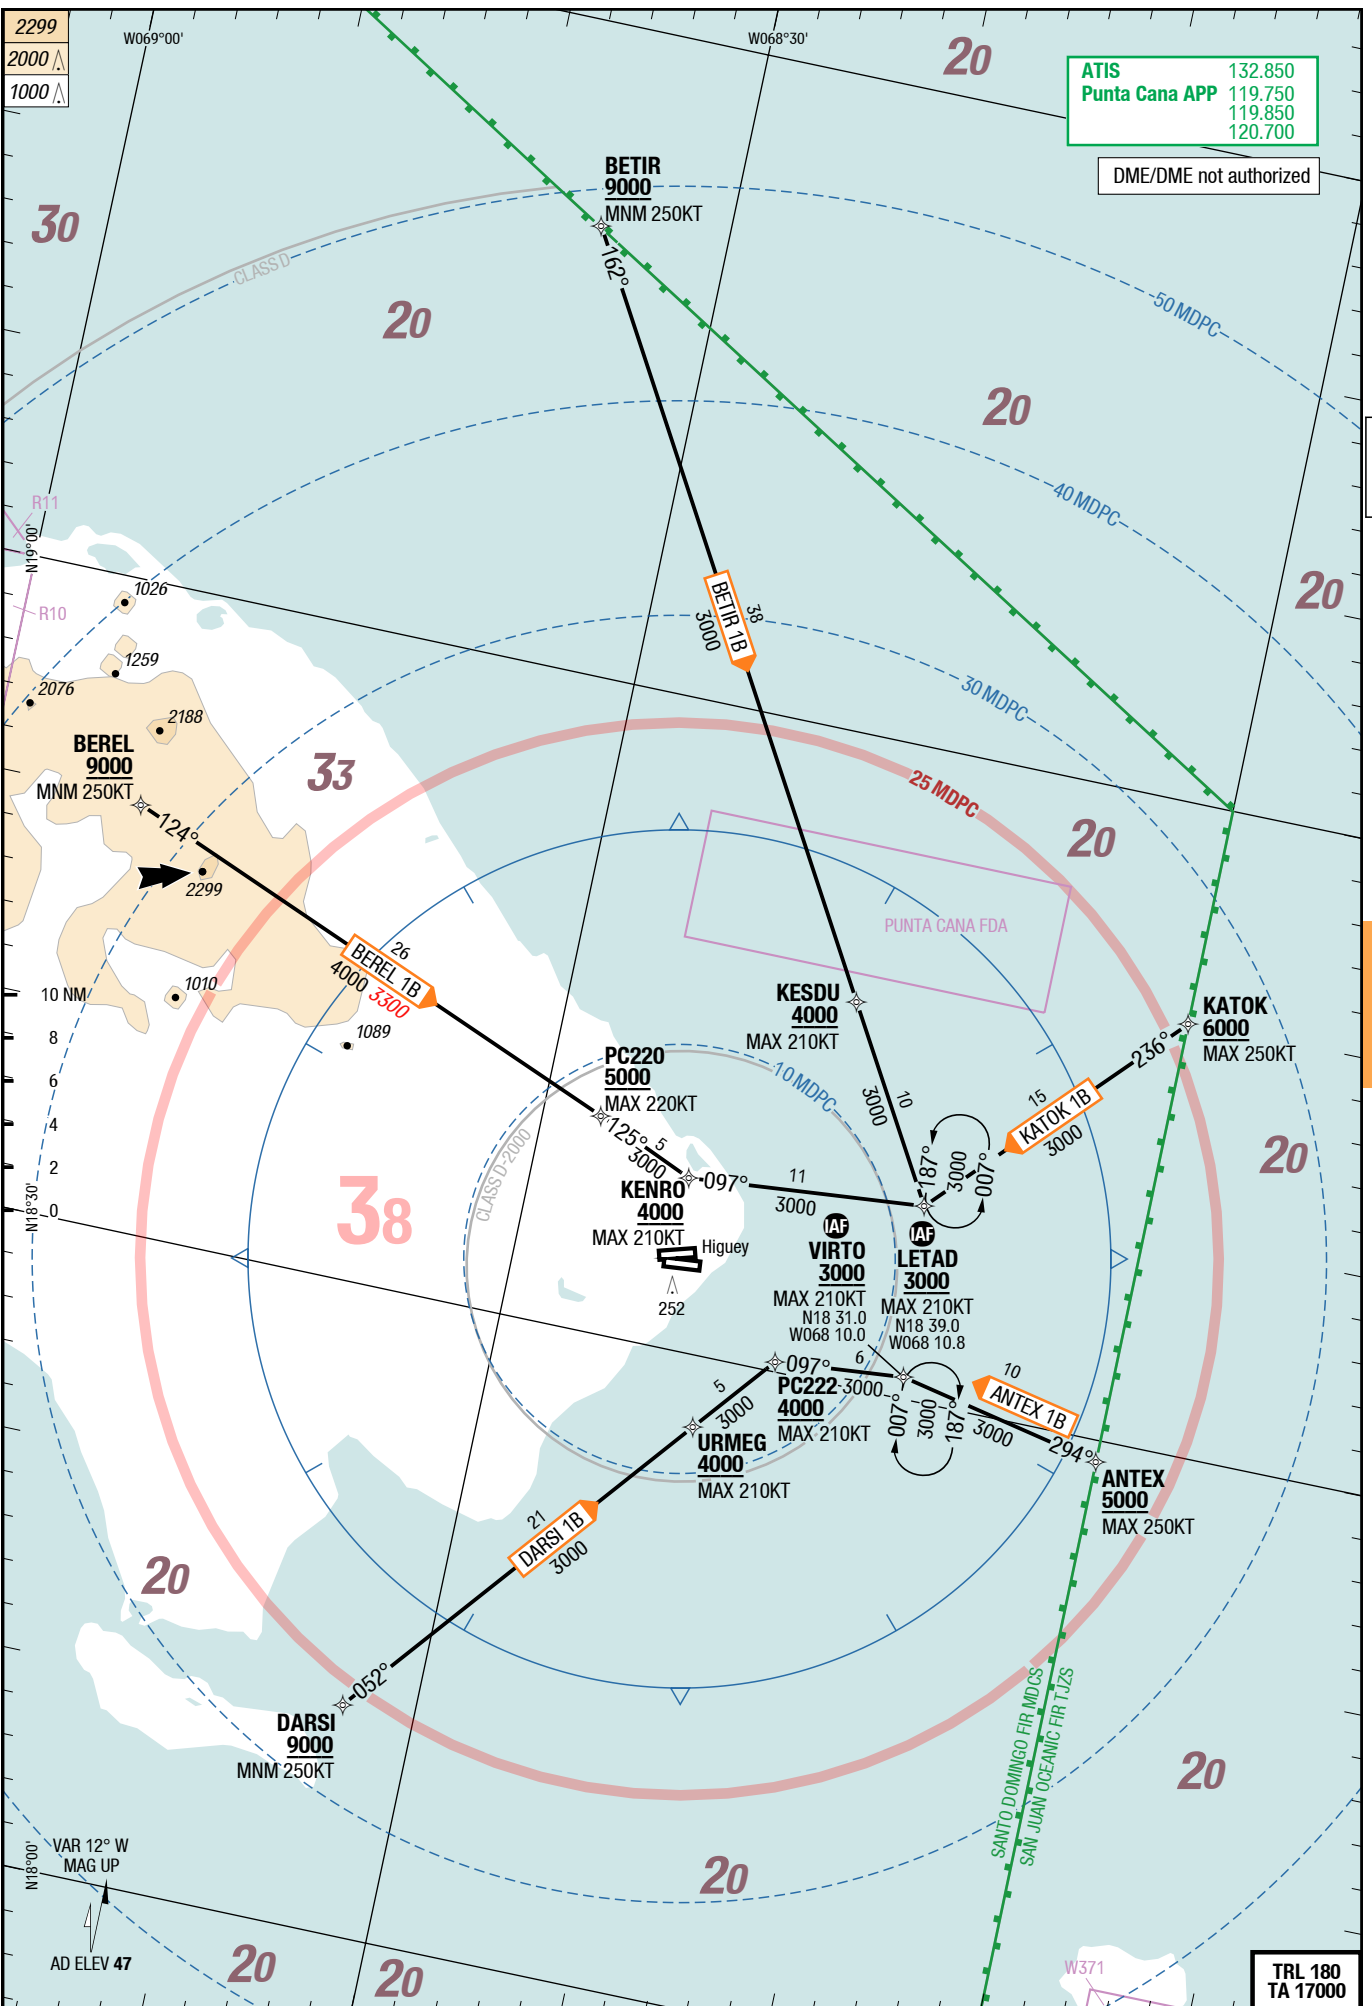 2299
2000
1000
W069°00'
W068°30'
20
ATIS 132.850
Punta Cana APP 119.750
119.850
120.700
DME/DME not authorized
BETIR
9000
MNM 250KT
162°
30
CLASS D
20
50 MDPC
20
40 MDPC
R11
N19°00'
R10
1026
1259
2076
2188
BETIR 1B
38
3000
20
30 MDPC
BEREL
9000
MNM 250KT
124°
33
25 MDPC
20
2299
PUNTA CANA FDA
BEREL 1B
26
4000 3300
1010
1089
10 NM
8
6
4
2
0
KESDU
4000
MAX 210KT
KATOK
6000
MAX 250KT
236°
PC220
5000
MAX 220KT
10 MDPC
10
3000
15
KATOK 1B
3000
125°
5
3000
CLASS D-2000
187°
3000
007°
20
N18°30'
38
KENRO
4000
MAX 210KT
097°
11
3000
IAF
VIRTO
3000
MAX 210KT
N18 31.0
W068 10.0
IAF
LETAD
3000
MAX 210KT
N18 39.0
W068 10.8
Higuey
252
097°
6
3000
PC222
4000
MAX 210KT
5
3000
URMEG
4000
MAX 210KT
007°
3000
187°
10
ANTEX 1B
3000
294°
ANTEX
5000
MAX 250KT
21
DARSI 1B
3000
20
052°
DARSI
9000
MNM 250KT
SANTO DOMINGO FIR MDCS
SAN JUAN OCEANIC FIR TJZS
20
N18°00'
VAR 12° W
MAG UP
AD ELEV 47
20
20
20
W371
TRL 180
TA 17000